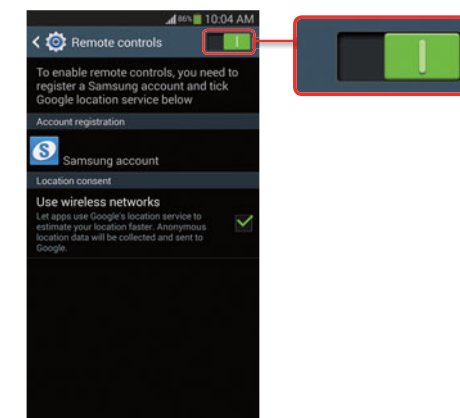 86% 10:04 AM
Remote controls
To enable remote controls, you need to
register a Samsung account and tick
Google location service below
Account registration
S
Samsung account
Location consent
Use wireless networks
Let apps use Google's location service to
estimate your location faster. Anonymous
location data will be collected and sent to
Google.